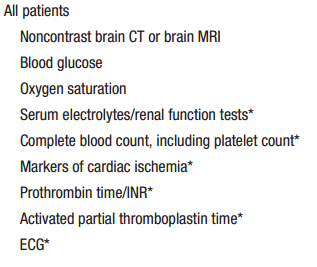 All patients
Noncontrast brain CT or brain MRI
Blood glucose
Oxygen saturation
Serum electrolytes/renal function tests*
Complete blood count, including platelet count*
Markers of cardiac ischemia*
Prothrombin time/INR*
Activated partial thromboplastin time*
ECG*